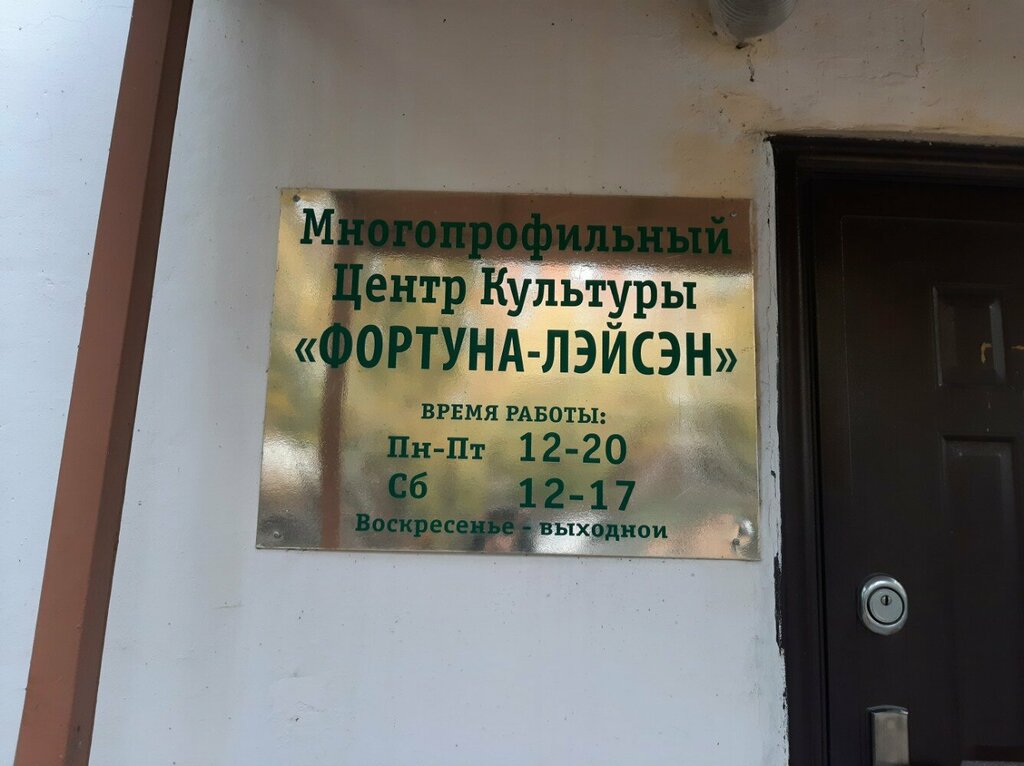 Многопрофильный
Центр Культуры
«ФОРТУНА-ЛЭЙСЭН»
ВРЕМЯ РАБОТЫ:
Пн-Пт 12-20
Сб 12-17
Воскресенье - выходнои